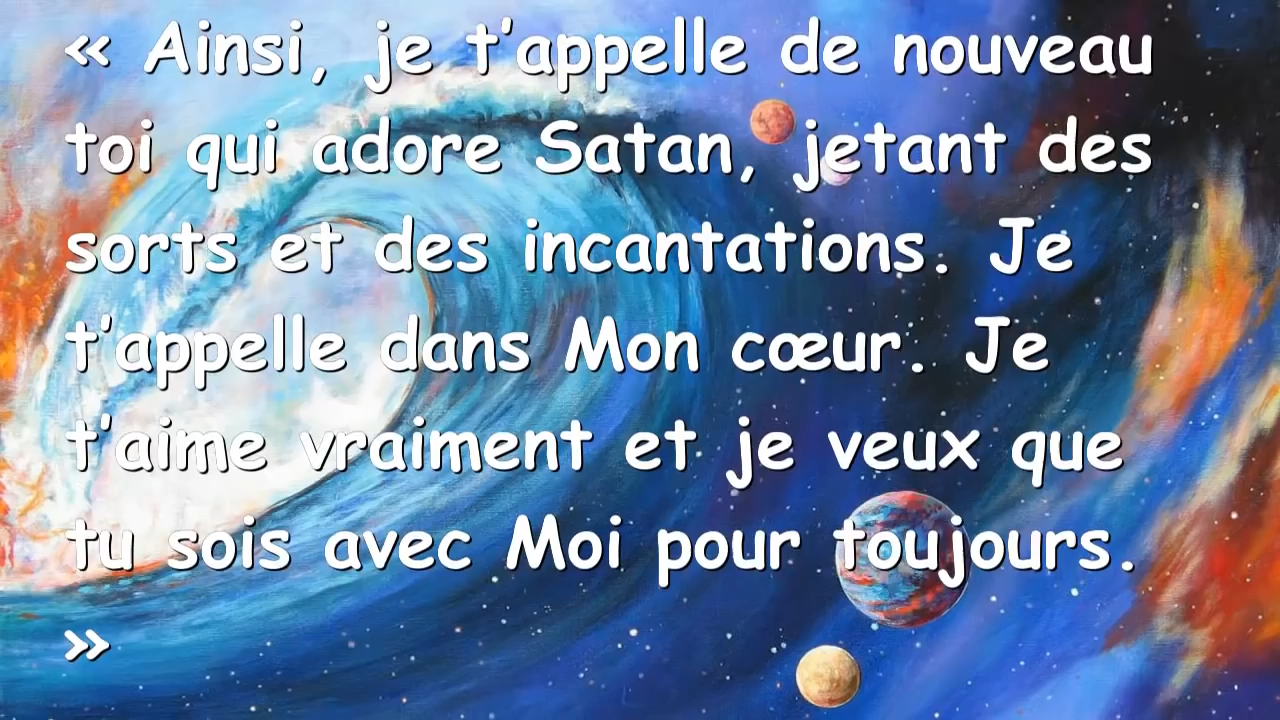 « Ainsi, je t'appelle de nouveau
toi qui adore Satan, jetant des
sorts et des incantations. Je
t'appelle dans Mon cœur. Je
t'aime vraiment et je veux que
tu sois avec Moi pour toujours.
»